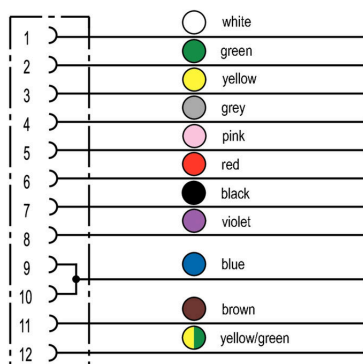 1 white
2 green
3 yellow
4 grey
5 pink
6 red
7 black
8 violet
9
blue
10
11 brown
12 yellow/green